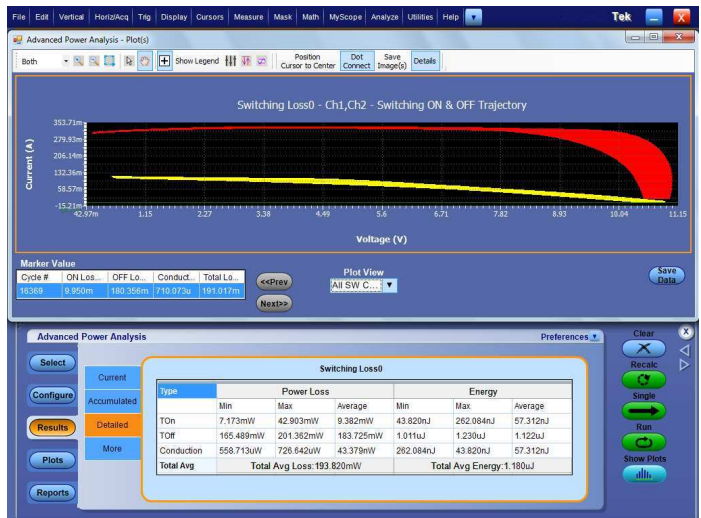 File Edit Vertical Horiz/Acq Trig Display Cursors Measure Mask Math MyScope Analyze Utilities Help Tek
Advanced Power Analysis - Plot(s)
Both Show Legend Position Cursor to Center Dot Connect Save Image(s) Details
Switching Loss0 - Ch1,Ch2 - Switching ON & OFF Trajectory
Current (A)
353.71m
279.93m
206.14m
132.36m
58.57m
-15.21m
42.97m 1.15 2.27 3.38 4.49 5.6 6.71 7.82 8.93 10.04 11.15
Voltage (V)
Marker Value
Cycle # ON Los... OFF Lo... Conduct... Total Lo...
16369 9.950m 180.356m 710.073u 191.017m
<<Prev
Next>>
Plot View
All SW C...
Save Data
Advanced Power Analysis Preferences
Select
Configure
Results
Plots
Reports
Current
Accumulated
Detailed
More
Switching Loss0
Type Power Loss Energy
Min Max Average Min Max Average
TOn 7.173mW 42.903mW 9.382mW 43.820nJ 262.084nJ 57.312nJ
TOff 165.489mW 201.362mW 183.725mW 1.011uJ 1.230uJ 1.122uJ
Conduction 558.713uW 726.642uW 43.379nW 262.084nJ 43.820nJ 57.312nJ
Total Avg Total Avg Loss:193.820mW Total Avg Energy:1.180uJ
Clear
Recalc
Single
Run
Show Plots